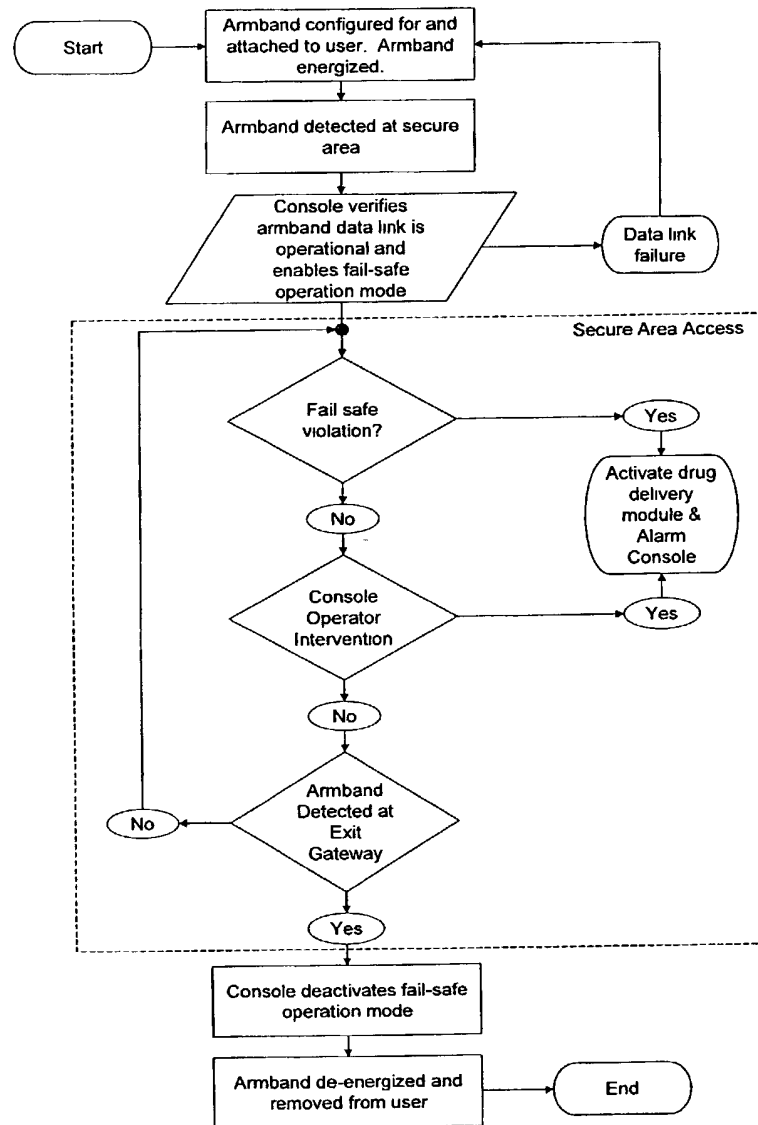 Start
Armband configured for and
attached to user. Armband
energized.
Armband detected at secure
area
Console verifies
armband data link is
operational and
enables fail-safe
operation mode
Data link
failure
Secure Area Access
Fail safe
violation?
Yes
Activate drug
delivery
module &
Alarm
Console
No
Console
Operator
Intervention
Yes
No
Armband
Detected at
Exit
Gateway
No
Yes
Console deactivates fail-safe
operation mode
Armband de-energized and
removed from user
End